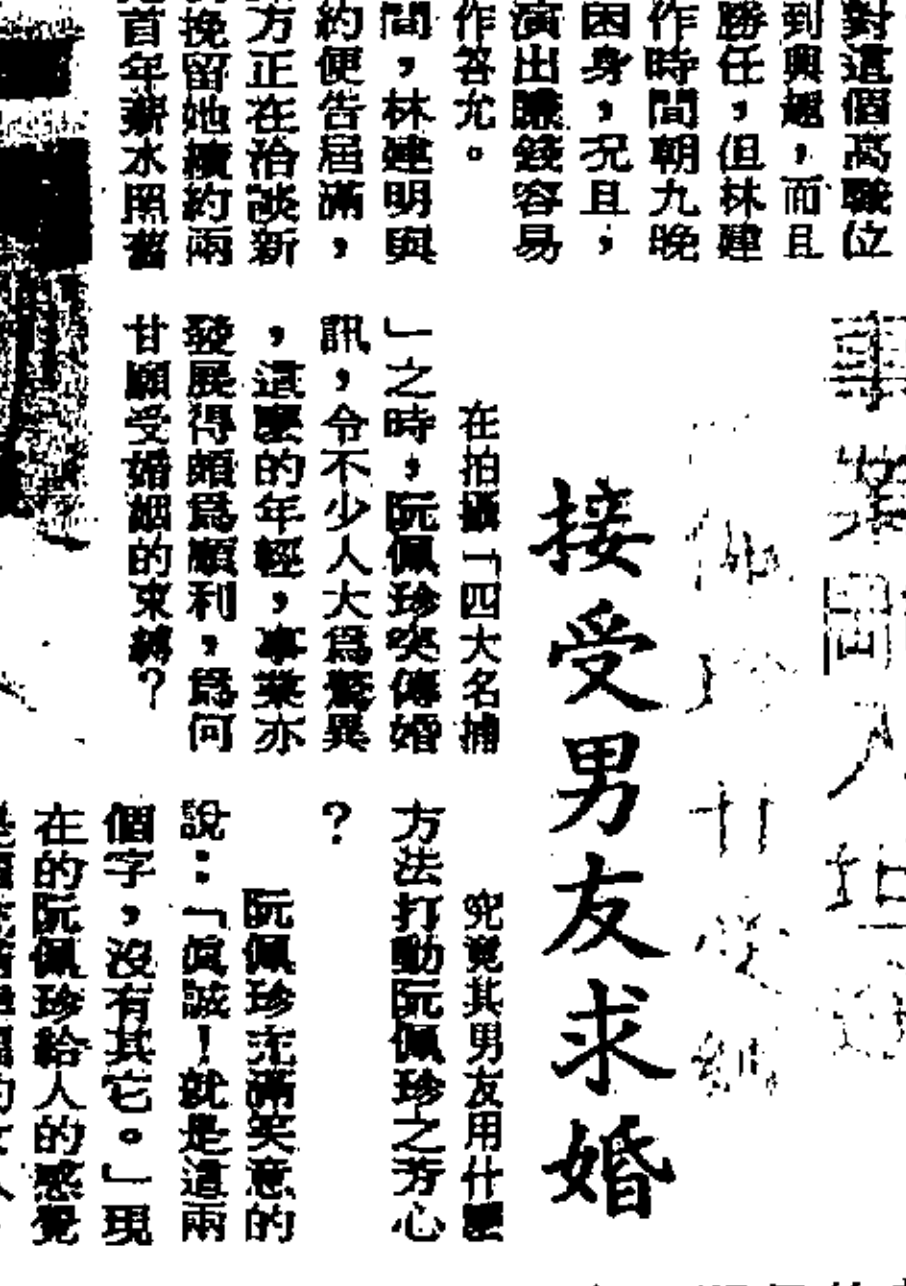 對這個高職位
到興趣，而且
勝任，但林建
作時間朝九晚
困身，況且，
演出賺錢容易
作答允。
間，林建明與
約便告屆滿，
方正在洽談新
挽留她續約兩
首年薪水照舊
接受男友求婚
在拍攝「四大名捕
」之時，阮佩珍突傳婚
訊，令不少人大為驚異
，這麼的年輕，事業亦
發展得頗為順利，為何
甘願受婚姻的束縛？
究竟其男友用什麼
方法打動阮佩珍之芳心
？
阮佩珍充滿笑意的
說：「真誠！就是這兩
個字，沒有其它。」現
在的阮佩珍給人的感覺